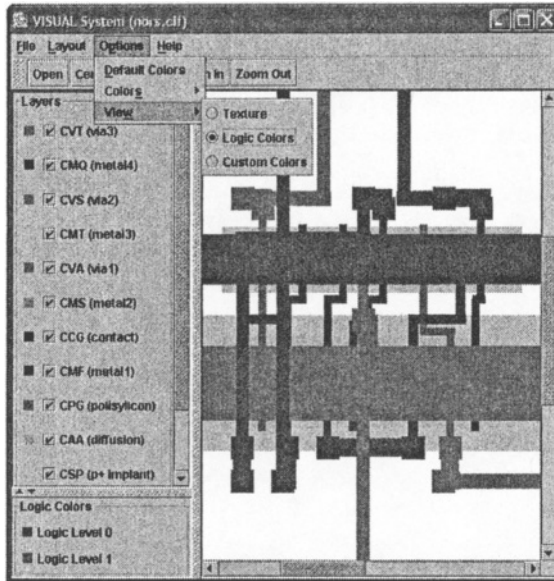 VISUAL System (nors.clf)
File Layout Options Help
Open Cen n In Zoom Out
Default Colors
Colors
View
Texture
Logic Colors
Custom Colors
Layers
CVT (via3)
CMQ (metal4)
CVS (via2)
CMT (metal3)
CVA (via1)
CMS (metal2)
CCG (contact)
CMF (metal1)
CPG (polisylicon)
CAA (diffusion)
CSP (p+ implant)
Logic Colors
Logic Level 0
Logic Level 1